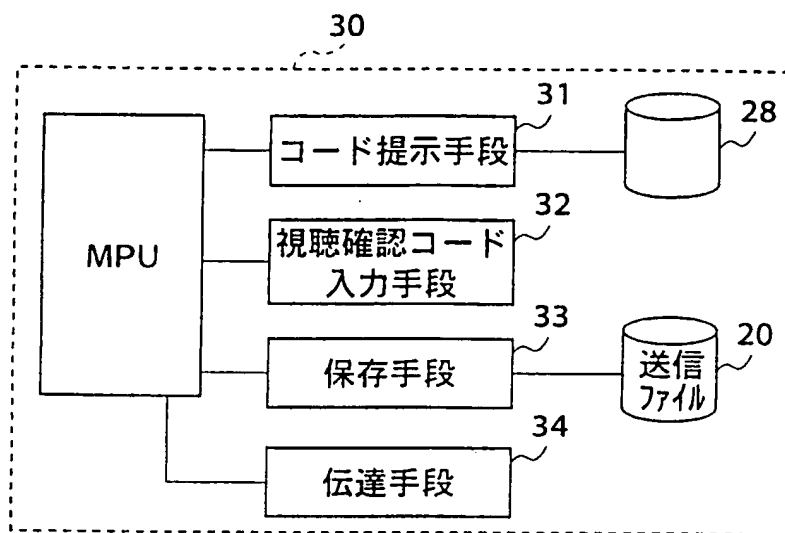 30
31
コード提示手段
28
MPU
32
視聴確認コード
入力手段
33
保存手段
20
送信
ファイル
34
伝達手段